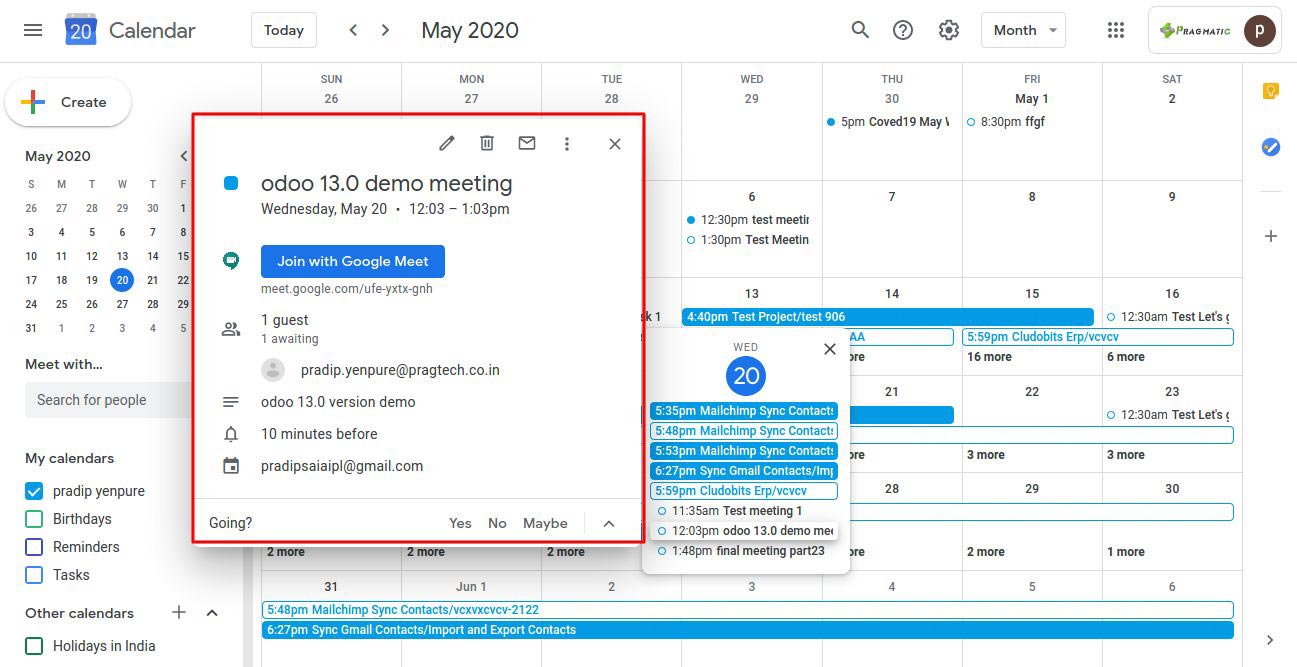 20 Calendar Today May 2020 Month PRAGMATIC p
Create
SUN MON TUE WED THU FRI SAT
26 27 28 29 30 May 1 2
5pm Coved19 May
8:30pm ffgf
May 2020
S M T W T F
26 27 28 29 30 1
3 4 5 6 7 8
10 11 12 13 14 15
17 18 19 20 21 22
24 25 26 27 28 29
31 1 2 3 4 5
Meet with...
Search for people
My calendars
pradip yenpure
Birthdays
Reminders
Tasks
Other calendars
Holidays in India
odoo 13.0 demo meeting
Wednesday, May 20 • 12:03 – 1:03pm
Join with Google Meet
meet.google.com/ufe-yxtx-gnh
1 guest
1 awaiting
pradip.yenpure@pragtech.co.in
odoo 13.0 version demo
10 minutes before
pradipsaiaipl@gmail.com
Going? Yes No Maybe
6 7 8 9
12:30pm test meetin
1:30pm Test Meetin
13 14 15 16
k 1
4:40pm Test Project/test 906
12:30am Test Let's g
AA
5:59pm Cludobits Erp/vcvcv
ore
16 more
6 more
WED
20
5:35pm Mailchimp Sync Contacts
5:48pm Mailchimp Sync Contacts
5:53pm Mailchimp Sync Contacts
6:27pm Sync Gmail Contacts/Imp
5:59pm Cludobits Erp/vcvcv
11:35am Test meeting 1
12:03pm odoo 13.0 demo mee
1:48pm final meeting part23
21 22 23
12:30am Test Let's g
ore
3 more
3 more
28 29 30
2 more
2 more
2 more
ore
2 more
1 more
31 Jun 1 2 3 4 5 6
5:48pm Mailchimp Sync Contacts/vcxvxcvcv-2122
6:27pm Sync Gmail Contacts/Import and Export Contacts